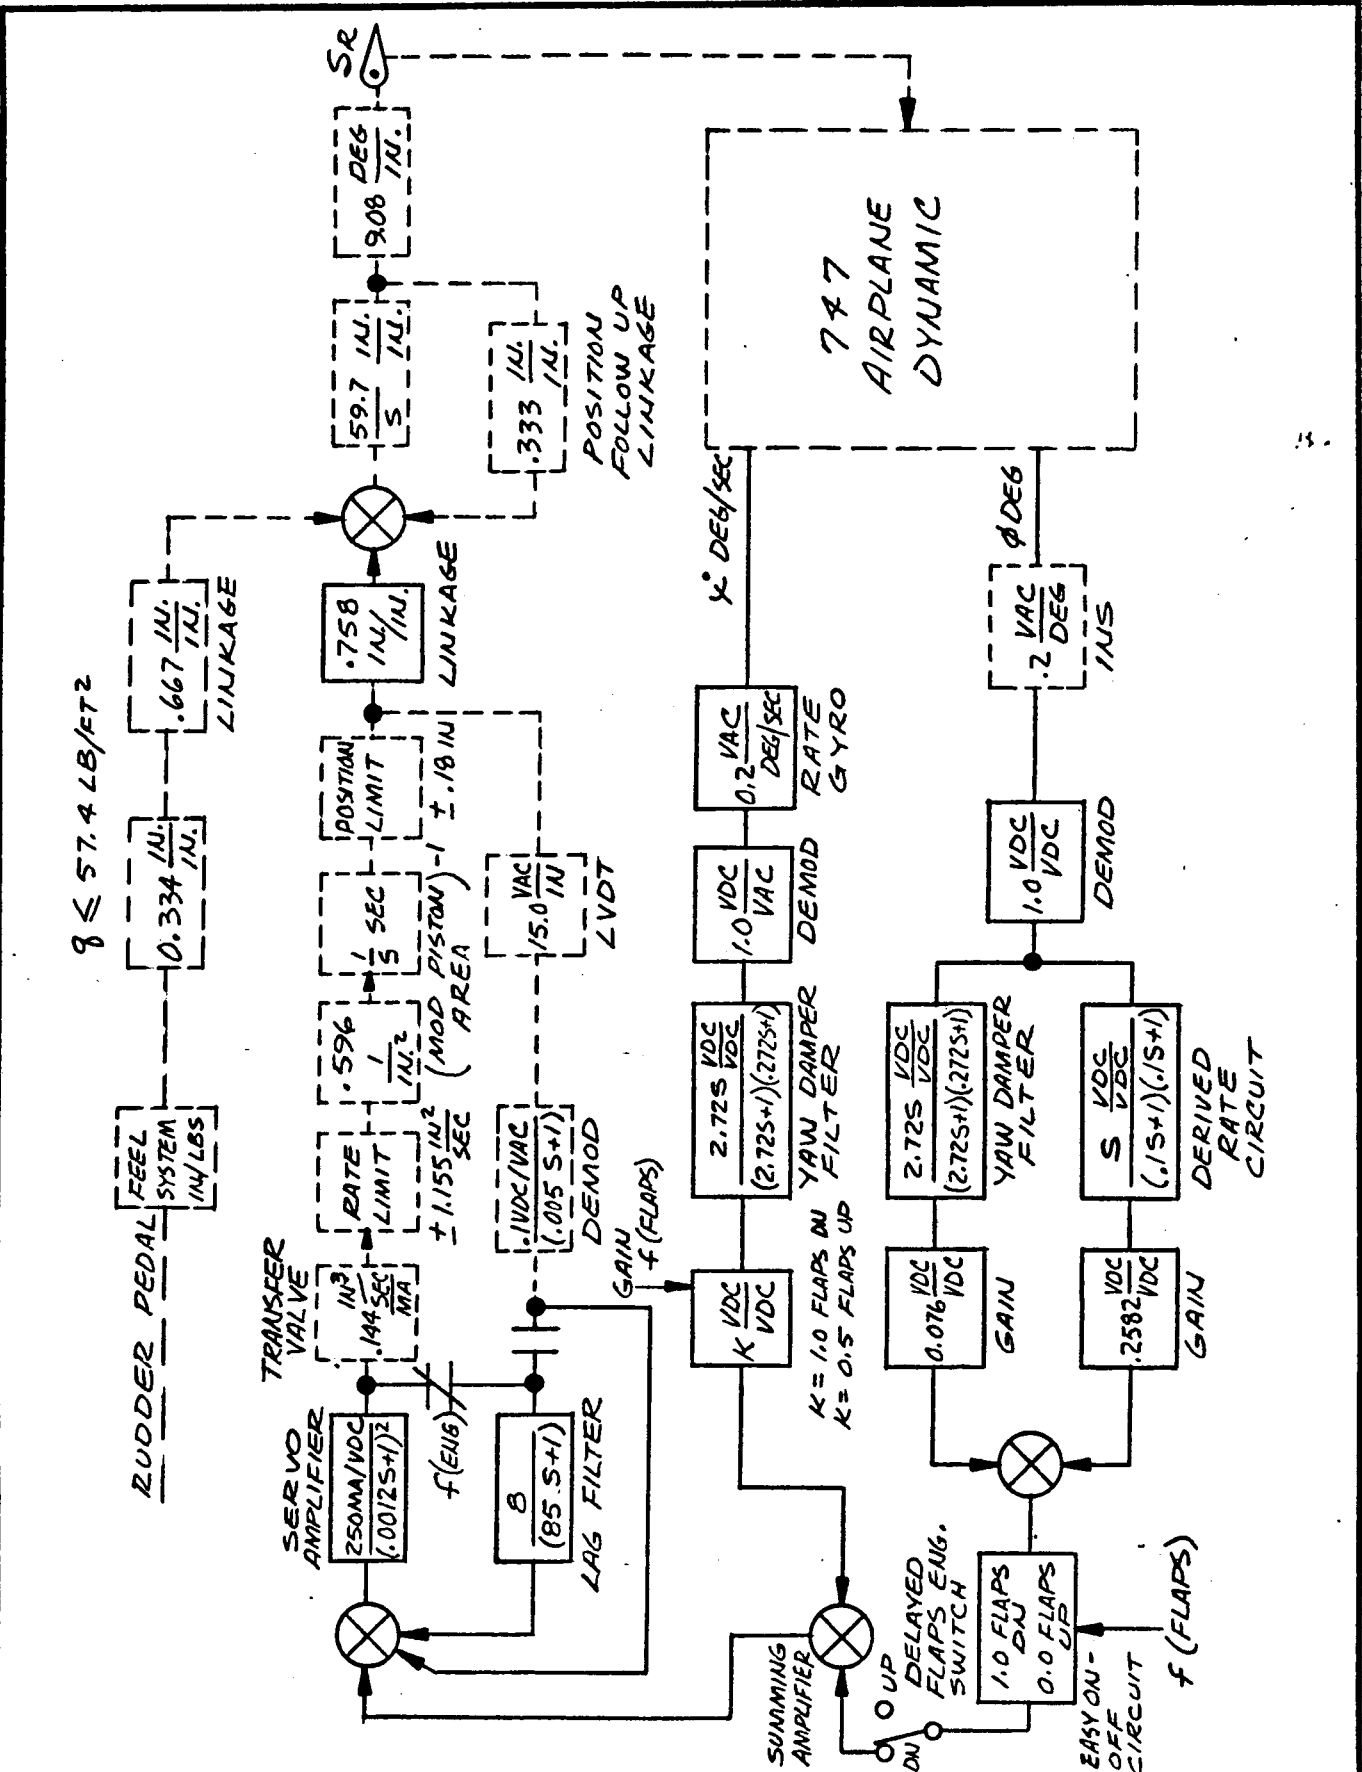 RUDDER PEDAL
FEEL
SYSTEM
IN/LBS
0.334 IN./IN.
q ≤ 57.4 LB/FT²
.667 IN./IN.
LINKAGE
SERVO
AMPLIFIER
250MA/VDC
(.0012S+1)²
TRANSFER
VALVE
.144 IN³/SEC/MA
RATE
LIMIT
±1.155 IN²/SEC
.596 1/IN.²
(MOD PISTON AREA)⁻¹
1/S SEC
POSITION
LIMIT
±.18 IN
.758
IN/IN.
LINKAGE
59.7 IN.
S IN.
9.08 DEG/IN.
SR
.333 IN./IN.
POSITION
FOLLOW UP
LINKAGE
f(ENG)
8
(85.S+1)
LAG FILTER
.1VDC/VAC
(.005 S+1)
DEMOD
15.0 VAC/IN
LVDT
SUMMING
AMPLIFIER
GAIN
f(FLAPS)
K VDC/VDC
K = 1.0 FLAPS DN
K = 0.5 FLAPS UP
2.72S VDC/VDC
(2.72S+1)(.272S+1)
YAW DAMPER
FILTER
1.0 VDC/VAC
DEMOD
0.2 VAC
DEG/SEC
RATE
GYRO
DEG/SEC
747
AIRPLANE
DYNAMIC
UP
DN
DELAYED
FLAPS ENG.
SWITCH
1.0 FLAPS
DN
0.0 FLAPS
UP
EASY ON-
OFF
CIRCUIT
f (FLAPS)
0.076 VDC/VDC
GAIN
2.72S VDC/VDC
(2.72S+1)(.272S+1)
YAW DAMPER
FILTER
.2582 VDC/VDC
GAIN
S VDC/VDC
(.1S+1)(.1S+1)
DERIVED
RATE
CIRCUIT
1.0 VDC/VDC
DEMOD
.2 VAC/DEG
INS
φ DEG